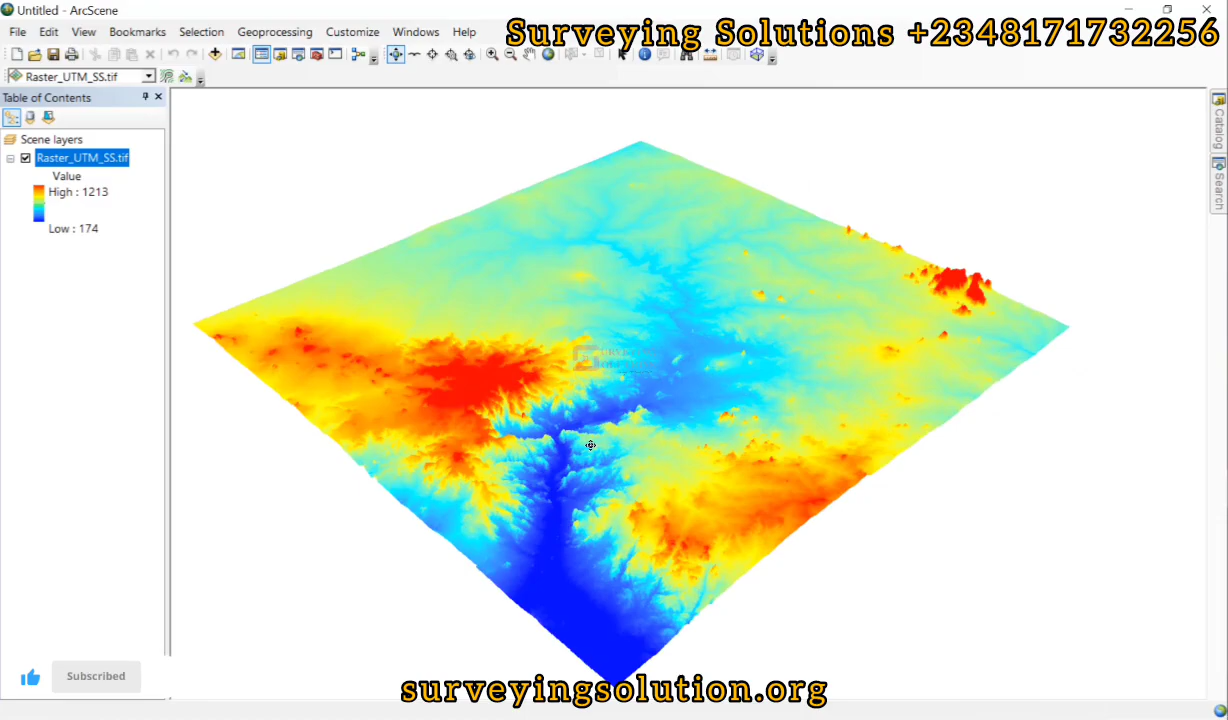 Untitled - ArcScene
Surveying Solutions +2348171732256
File Edit View Bookmarks Selection Geoprocessing Customize Windows Help
Raster_UTM_SS.tif
Table of Contents
Scene layers
Raster_UTM_SS.tif
Value
High : 1213
Low : 174
Catalog
Search
Subscribed
surveyingsolution.org